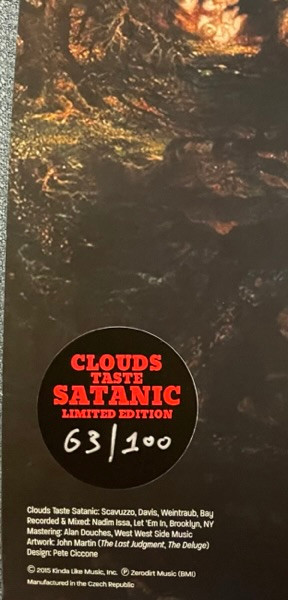 CLOUDS
TASTE
SATANIC
LIMITED EDITION
63/100
Clouds Taste Satanic: Scavuzzo, Davis, Weintraub, Bay
Recorded & Mixed: Nadim Issa, Let 'Em In, Brooklyn, NY
Mastering: Alan Douches, West West Side Music
Artwork: John Martin (The Last Judgment, The Deluge)
Design: Pete Ciccone
© 2015 Kinda Like Music, Inc. ℗ Zerodirt Music (BMI)
Manufactured in the Czech Republic